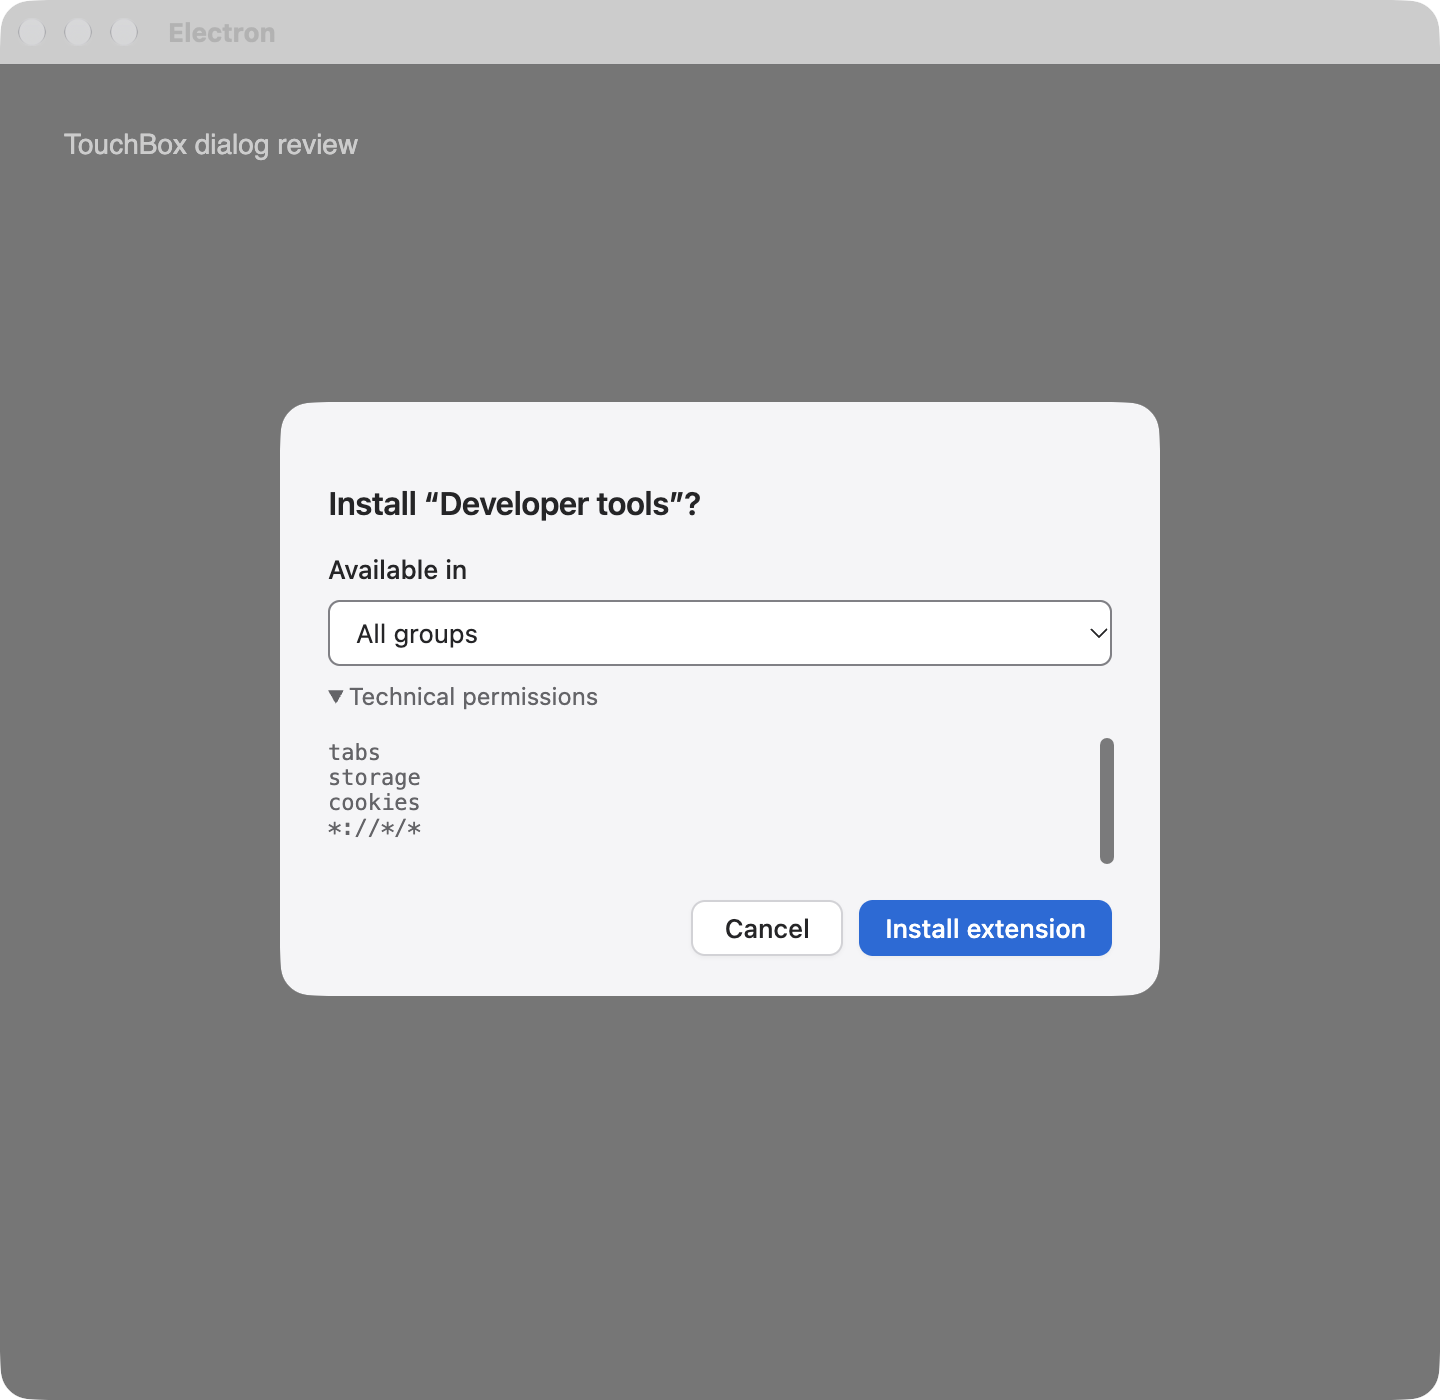 Electron
TouchBox dialog review
Install “Developer tools”?
Available in
All groups
Technical permissions
tabs
storage
cookies
*://*/*
Cancel
Install extension